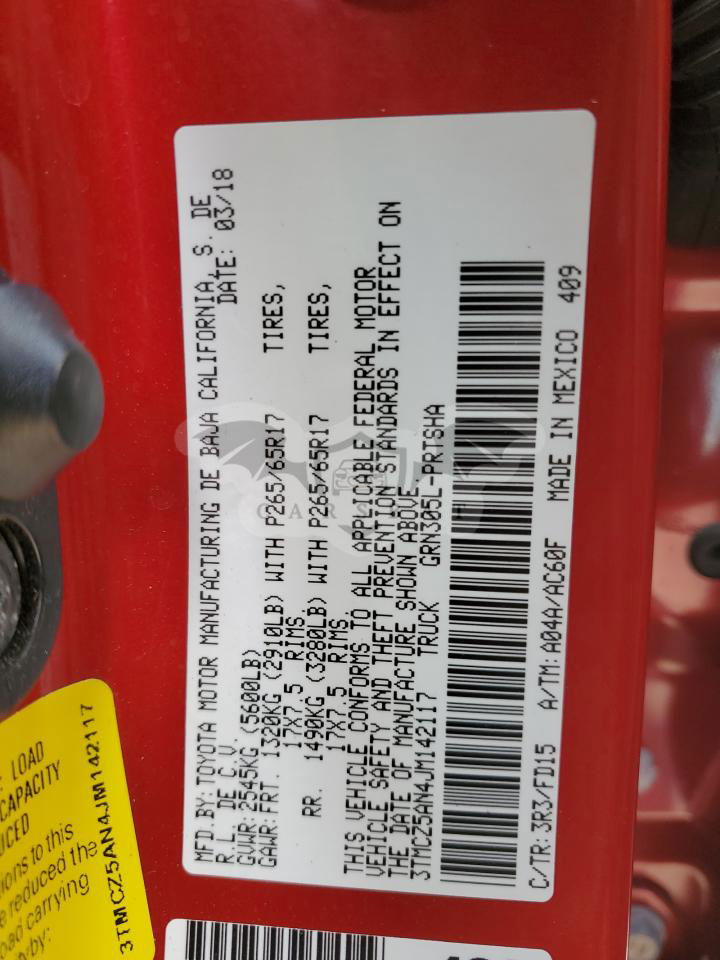 MFD.BY: TOYOTA MOTOR MANUFACTURING DE BAJA CALIFORNIA, S. DE
R.L. DE C.V. DATE: 03/18
GVWR: 2545KG (5600LB)
GAWR: FRT. 1320KG (2910LB) WITH P265/65R17 TIRES,
17X7.5 RIMS,
RR. 1490KG (3280LB) WITH P265/65R17 TIRES,
17X7.5 RIMS,
THIS VEHICLE CONFORMS TO ALL APPLICABLE FEDERAL MOTOR
VEHICLE SAFETY AND THEFT PREVENTION STANDARDS IN EFFECT ON
THE DATE OF MANUFACTURE SHOWN ABOVE.
3TMCZ5AN4JM142117 TRUCK GRN305L-PRTSHA
C/TR: 3R3/FD15 A/TM: A04A/AC60F MADE IN MEXICO 409
LOAD
CAPACITY
to this
reduced the
carrying
by:
3TMCZ5AN4JM142117